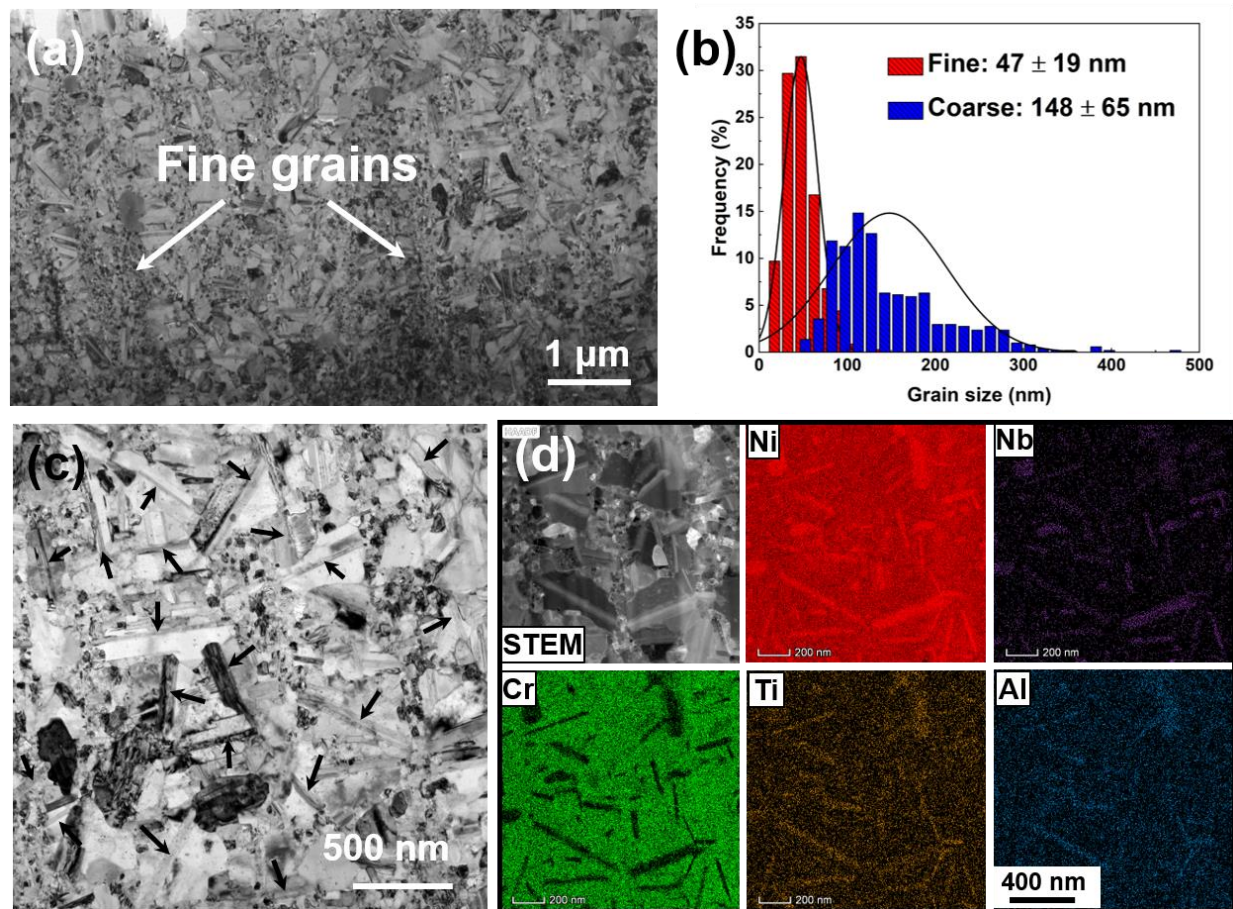 (a)
Fine grains
1 μm
(b)
Fine: 47 ± 19 nm
Coarse: 148 ± 65 nm
Frequency (%)
35
30
25
20
15
10
5
0
0 100 200 300 400 500
Grain size (nm)
(c)
500 nm
HAADF
(d)
STEM
Ni
200 nm
Nb
200 nm
Cr
200 nm
Ti
200 nm
Al
400 nm